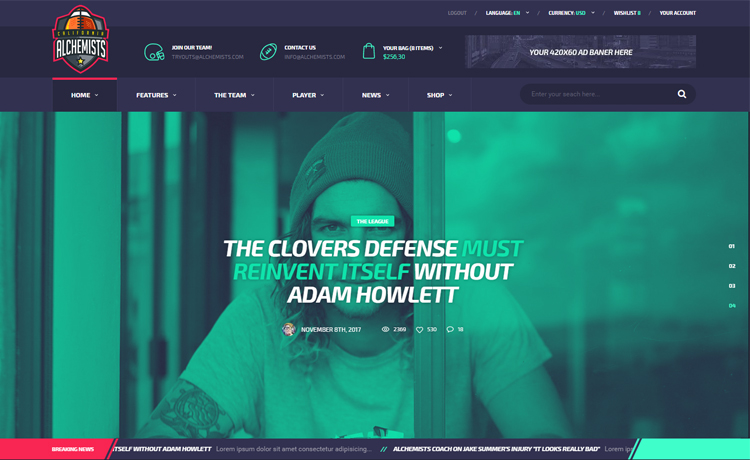 LOGOUT / LANGUAGE: EN / CURRENCY: USD / WISHLIST 8 / YOUR ACCOUNT
CALIFORNIA
ALCHEMISTS
JOIN OUR TEAM!
TRYOUTS@ALCHEMISTS.COM
CONTACT US
INFO@ALCHEMISTS.COM
YOUR BAG (8 ITEMS)
$256,30
YOUR 420X60 AD BANER HERE
HOME FEATURES THE TEAM PLAYER NEWS SHOP
Enter your seach here...
THE LEAGUE
THE CLOVERS DEFENSE MUST
REINVENT ITSELF WITHOUT
ADAM HOWLETT
NOVEMBER 8TH, 2017 2369 530 18
01
02
03
04
BREAKING NEWS ITSELF WITHOUT ADAM HOWLETT Lorem ipsum dolor sit amet consectetur adipisicing... // ALCHEMISTS COACH ON JAKE SUMMER'S INJURY "IT LOOKS REALLY BAD" Lorem ip